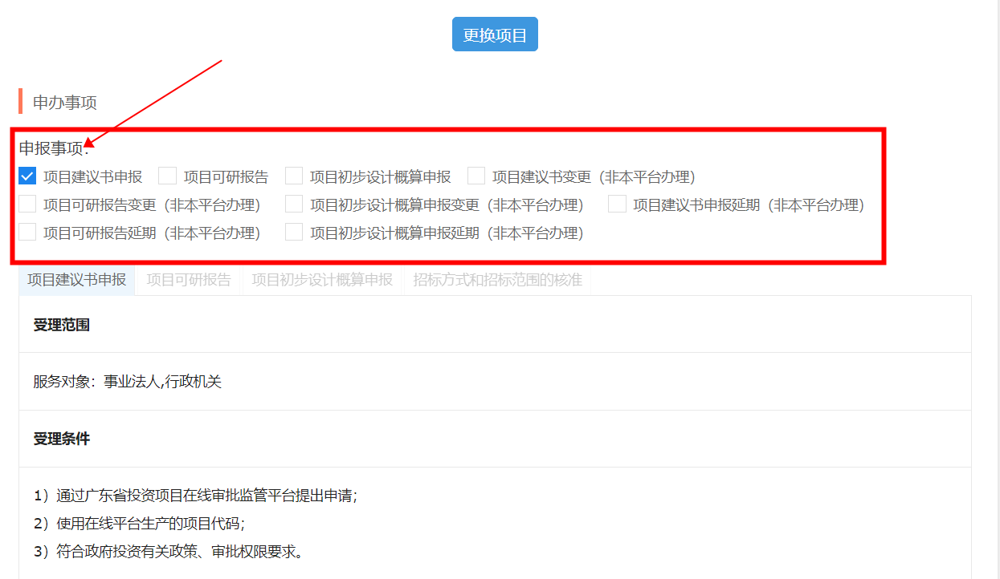 更换项目
申办事项
申报事项:
项目建议书申报 项目可研报告 项目初步设计概算申报 项目建议书变更（非本平台办理）
项目可研报告变更（非本平台办理） 项目初步设计概算申报变更（非本平台办理） 项目建议书申报延期（非本平台办理）
项目可研报告延期（非本平台办理） 项目初步设计概算申报延期（非本平台办理）
项目建议书申报 项目可研报告 项目初步设计概算申报 招标方式和招标范围的核准
受理范围
服务对象：事业法人,行政机关
受理条件
1）通过广东省投资项目在线审批监管平台提出申请；
2）使用在线平台生产的项目代码；
3）符合政府投资有关政策、审批权限要求。